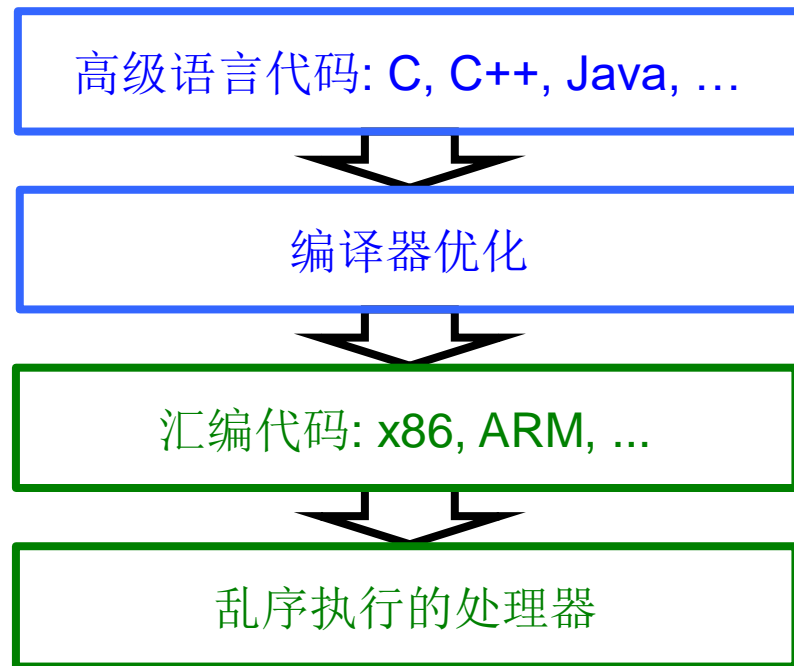 高级语言代码: C, C++, Java, …
编译器优化
汇编代码: x86, ARM, ...
乱序执行的处理器